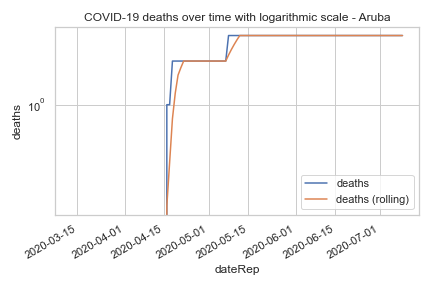 COVID-19 deaths over time with logarithmic scale - Aruba
deaths
10^0
deaths
deaths (rolling)
2020-03-15
2020-04-01
2020-04-15
2020-05-01
2020-05-15
2020-06-01
2020-06-15
2020-07-01
dateRep